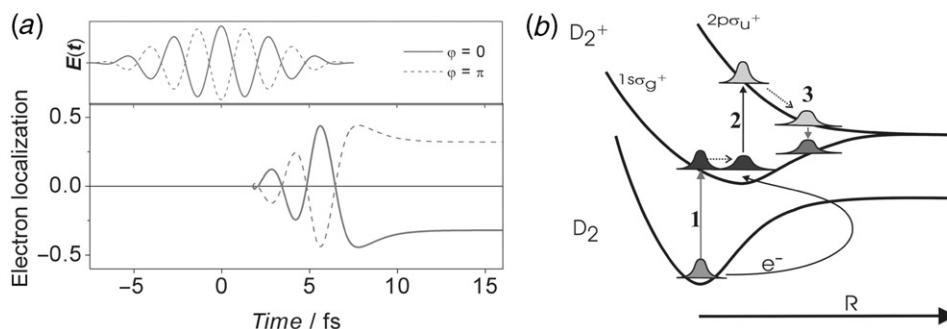 (a)
E(t)
φ = 0
φ = π
Electron localization
0.5
0.0
-0.5
-5
0
5
10
15
Time / fs
(b)
D₂⁺
2pσᵤ⁺
1sσg⁺
3
2
1
D₂
e⁻
R